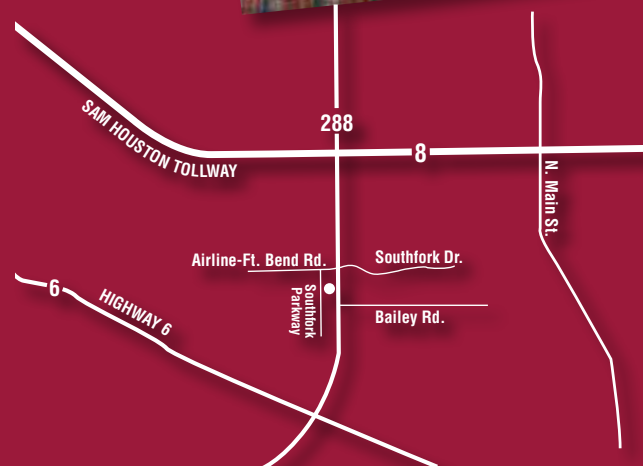 288
SAM HOUSTON TOLLWAY
8
N. Main St.
Airline-Ft. Bend Rd.
Southfork Dr.
Southfork
Parkway
Bailey Rd.
6
HIGHWAY 6